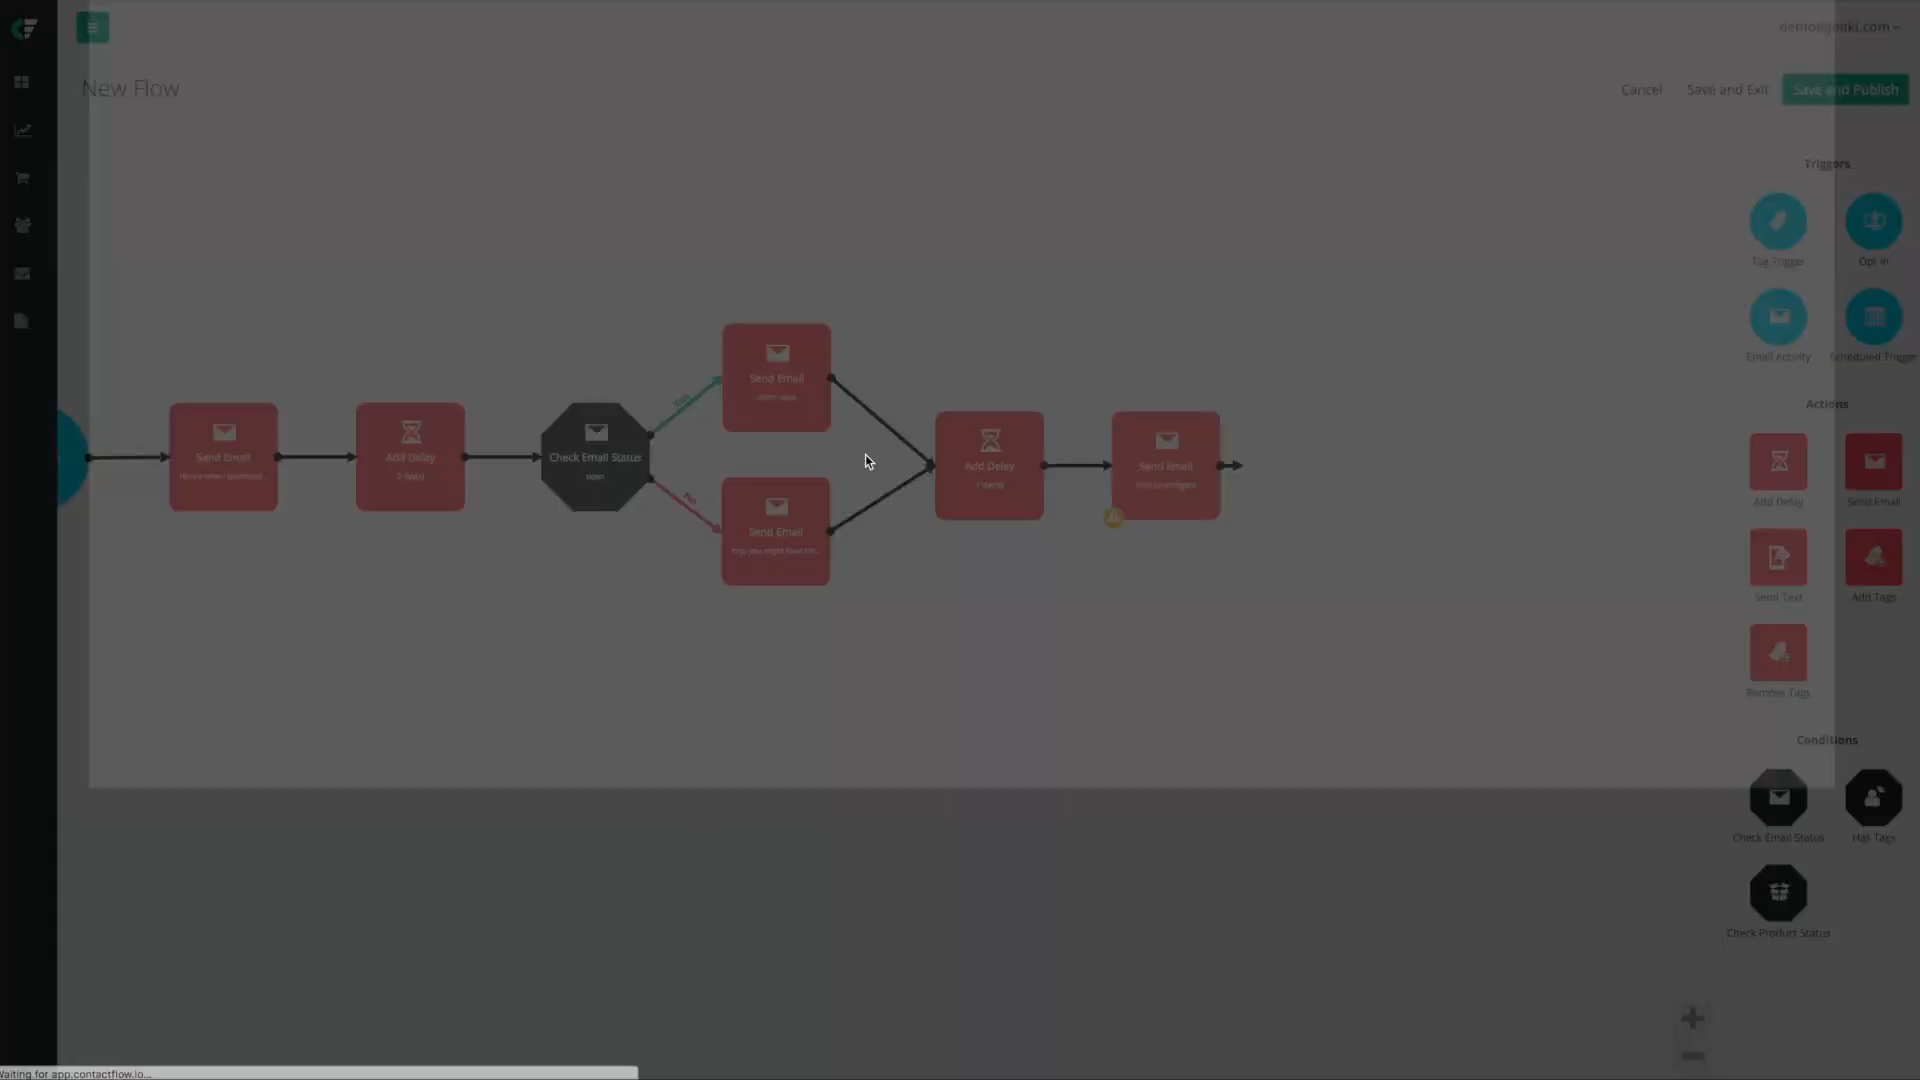 demo@jodki.com
New Flow
Cancel
Save and Exit
Save and Publish
Triggers
Tag Trigger
Opt In
Email Activity
Scheduled Trigger
Actions
Add Delay
Send Email
Send Text
Add Tags
Remove Tags
Conditions
Check Email Status
Has Tags
Check Product Status
Send Email
Send Email
Add Delay
Check Email Status
open
Yes
No
Send Email
Add Delay
Send Email
Waiting for app.contactflow.io...